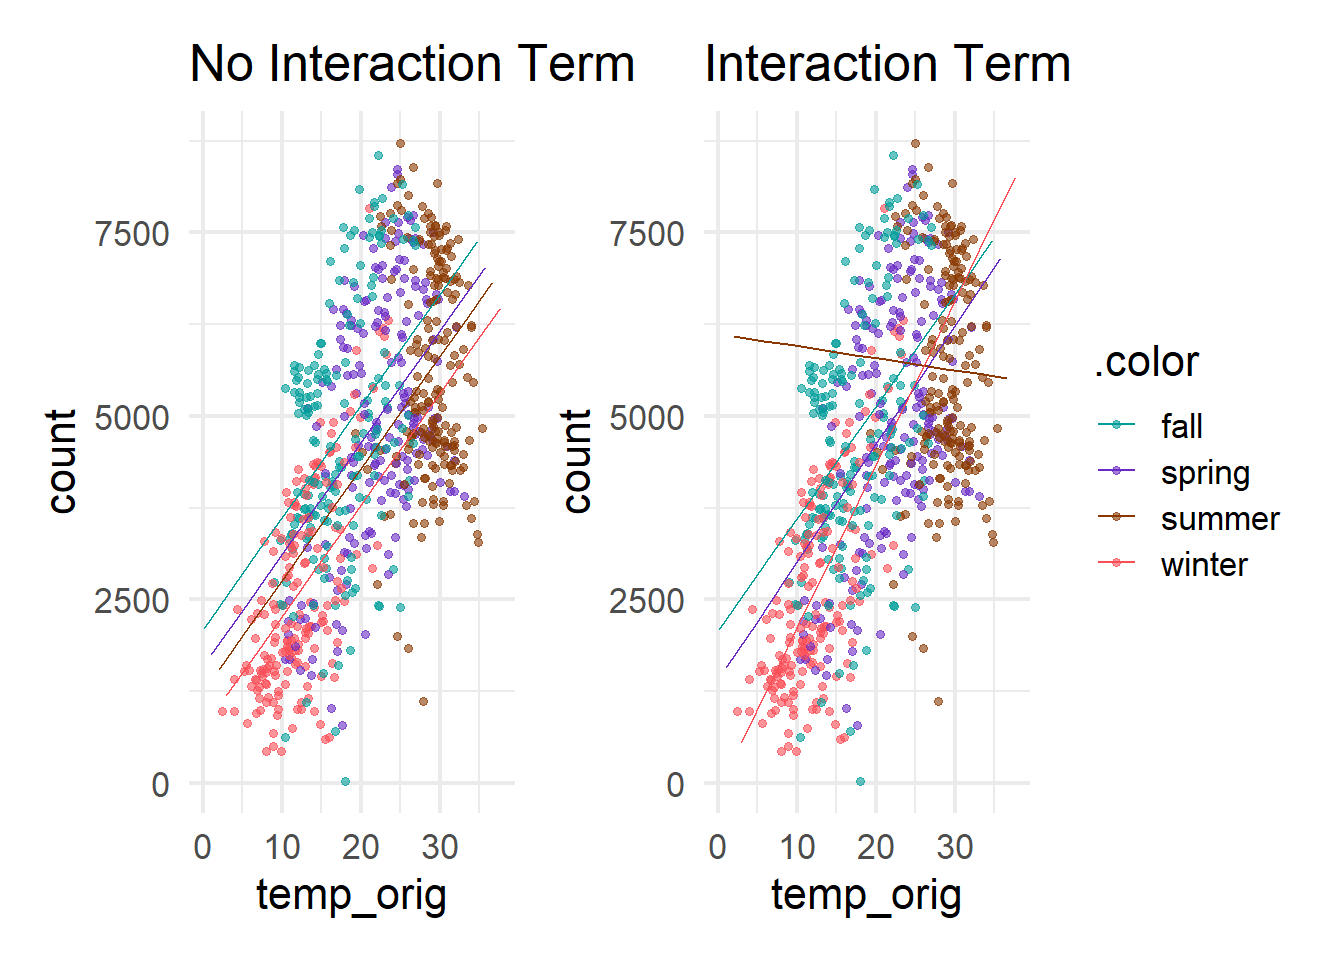 No Interaction Term
Interaction Term
count
7500
5000
2500
0
0 10 20 30
temp_orig
count
7500
5000
2500
0
0 10 20 30
temp_orig
.color
fall
spring
summer
winter